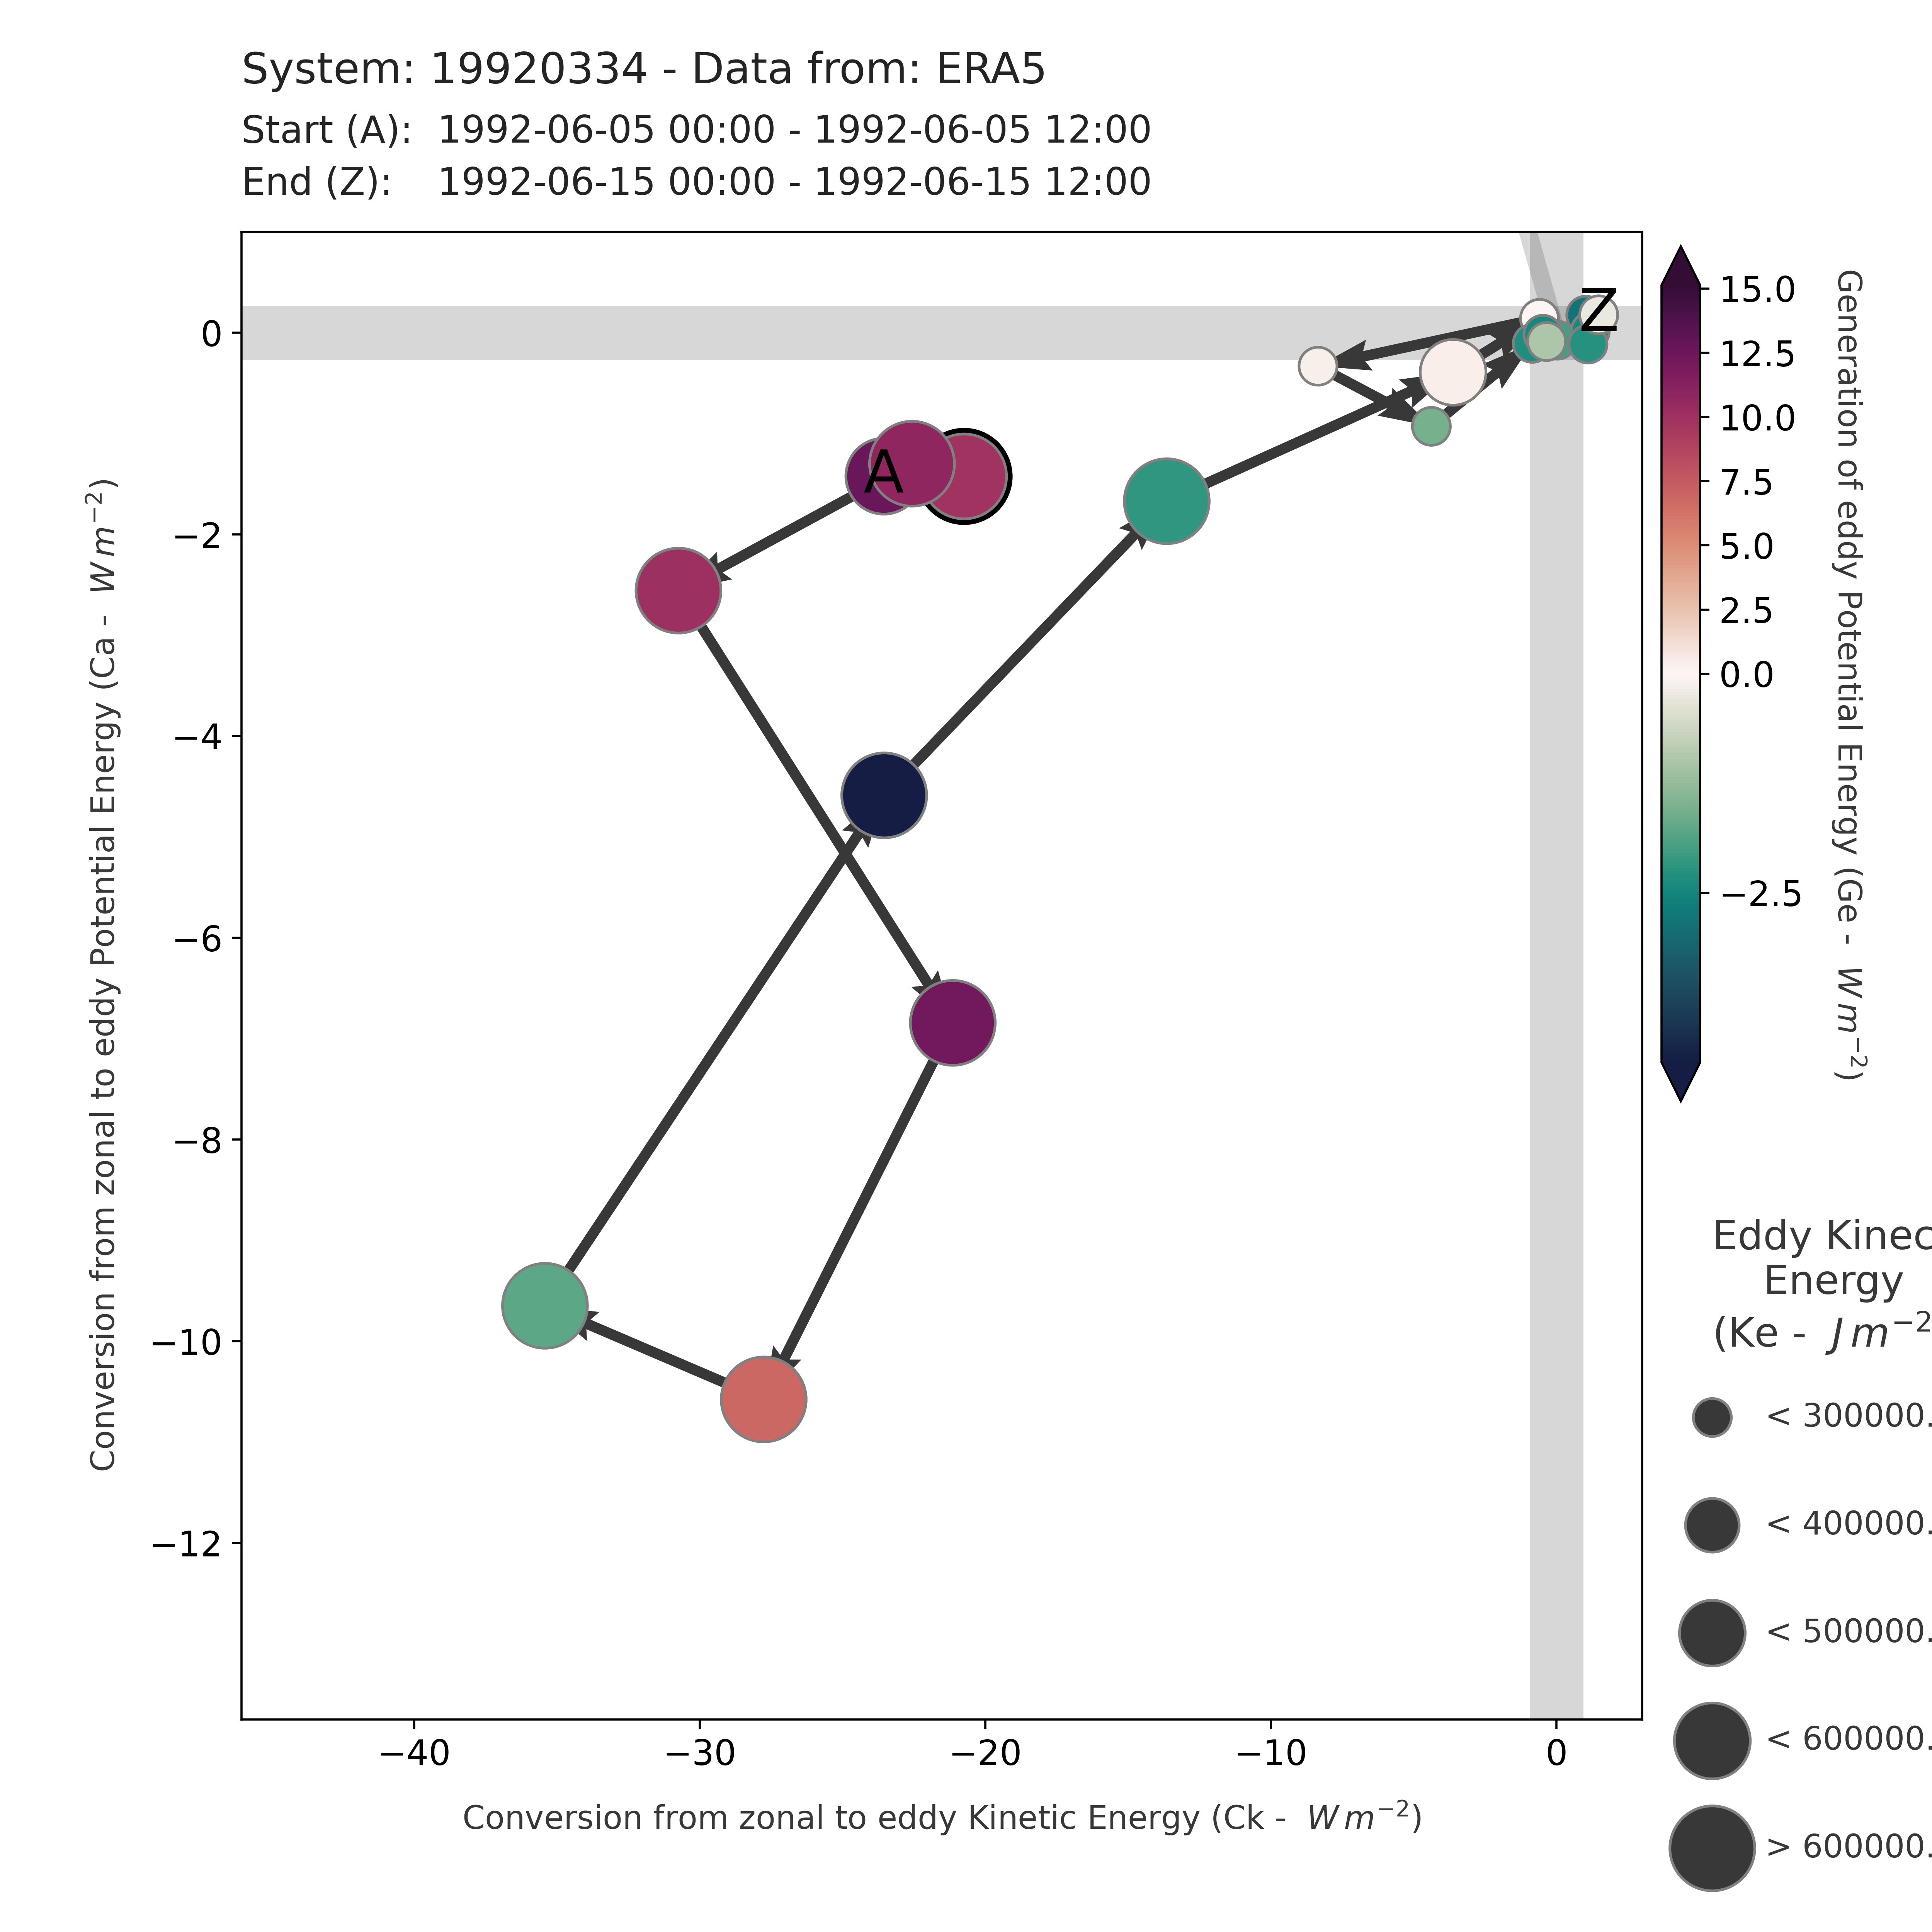 System: 19920334 - Data from: ERA5
Start (A): 1992-06-05 00:00 - 1992-06-05 12:00
End (Z): 1992-06-15 00:00 - 1992-06-15 12:00
Conversion from zonal to eddy Potential Energy (Ca - W m⁻²)
0
−2
−4
−6
−8
−10
−12
A
Z
−40
−30
−20
−10
0
Conversion from zonal to eddy Kinetic Energy (Ck - W m⁻²)
15.0
12.5
10.0
7.5
5.0
2.5
0.0
−2.5
Generation of eddy Potential Energy (Ge - W m⁻²)
Eddy Kinec
Energy
(Ke - J m⁻²
< 300000.
< 400000.
< 500000.
< 600000.
> 600000.